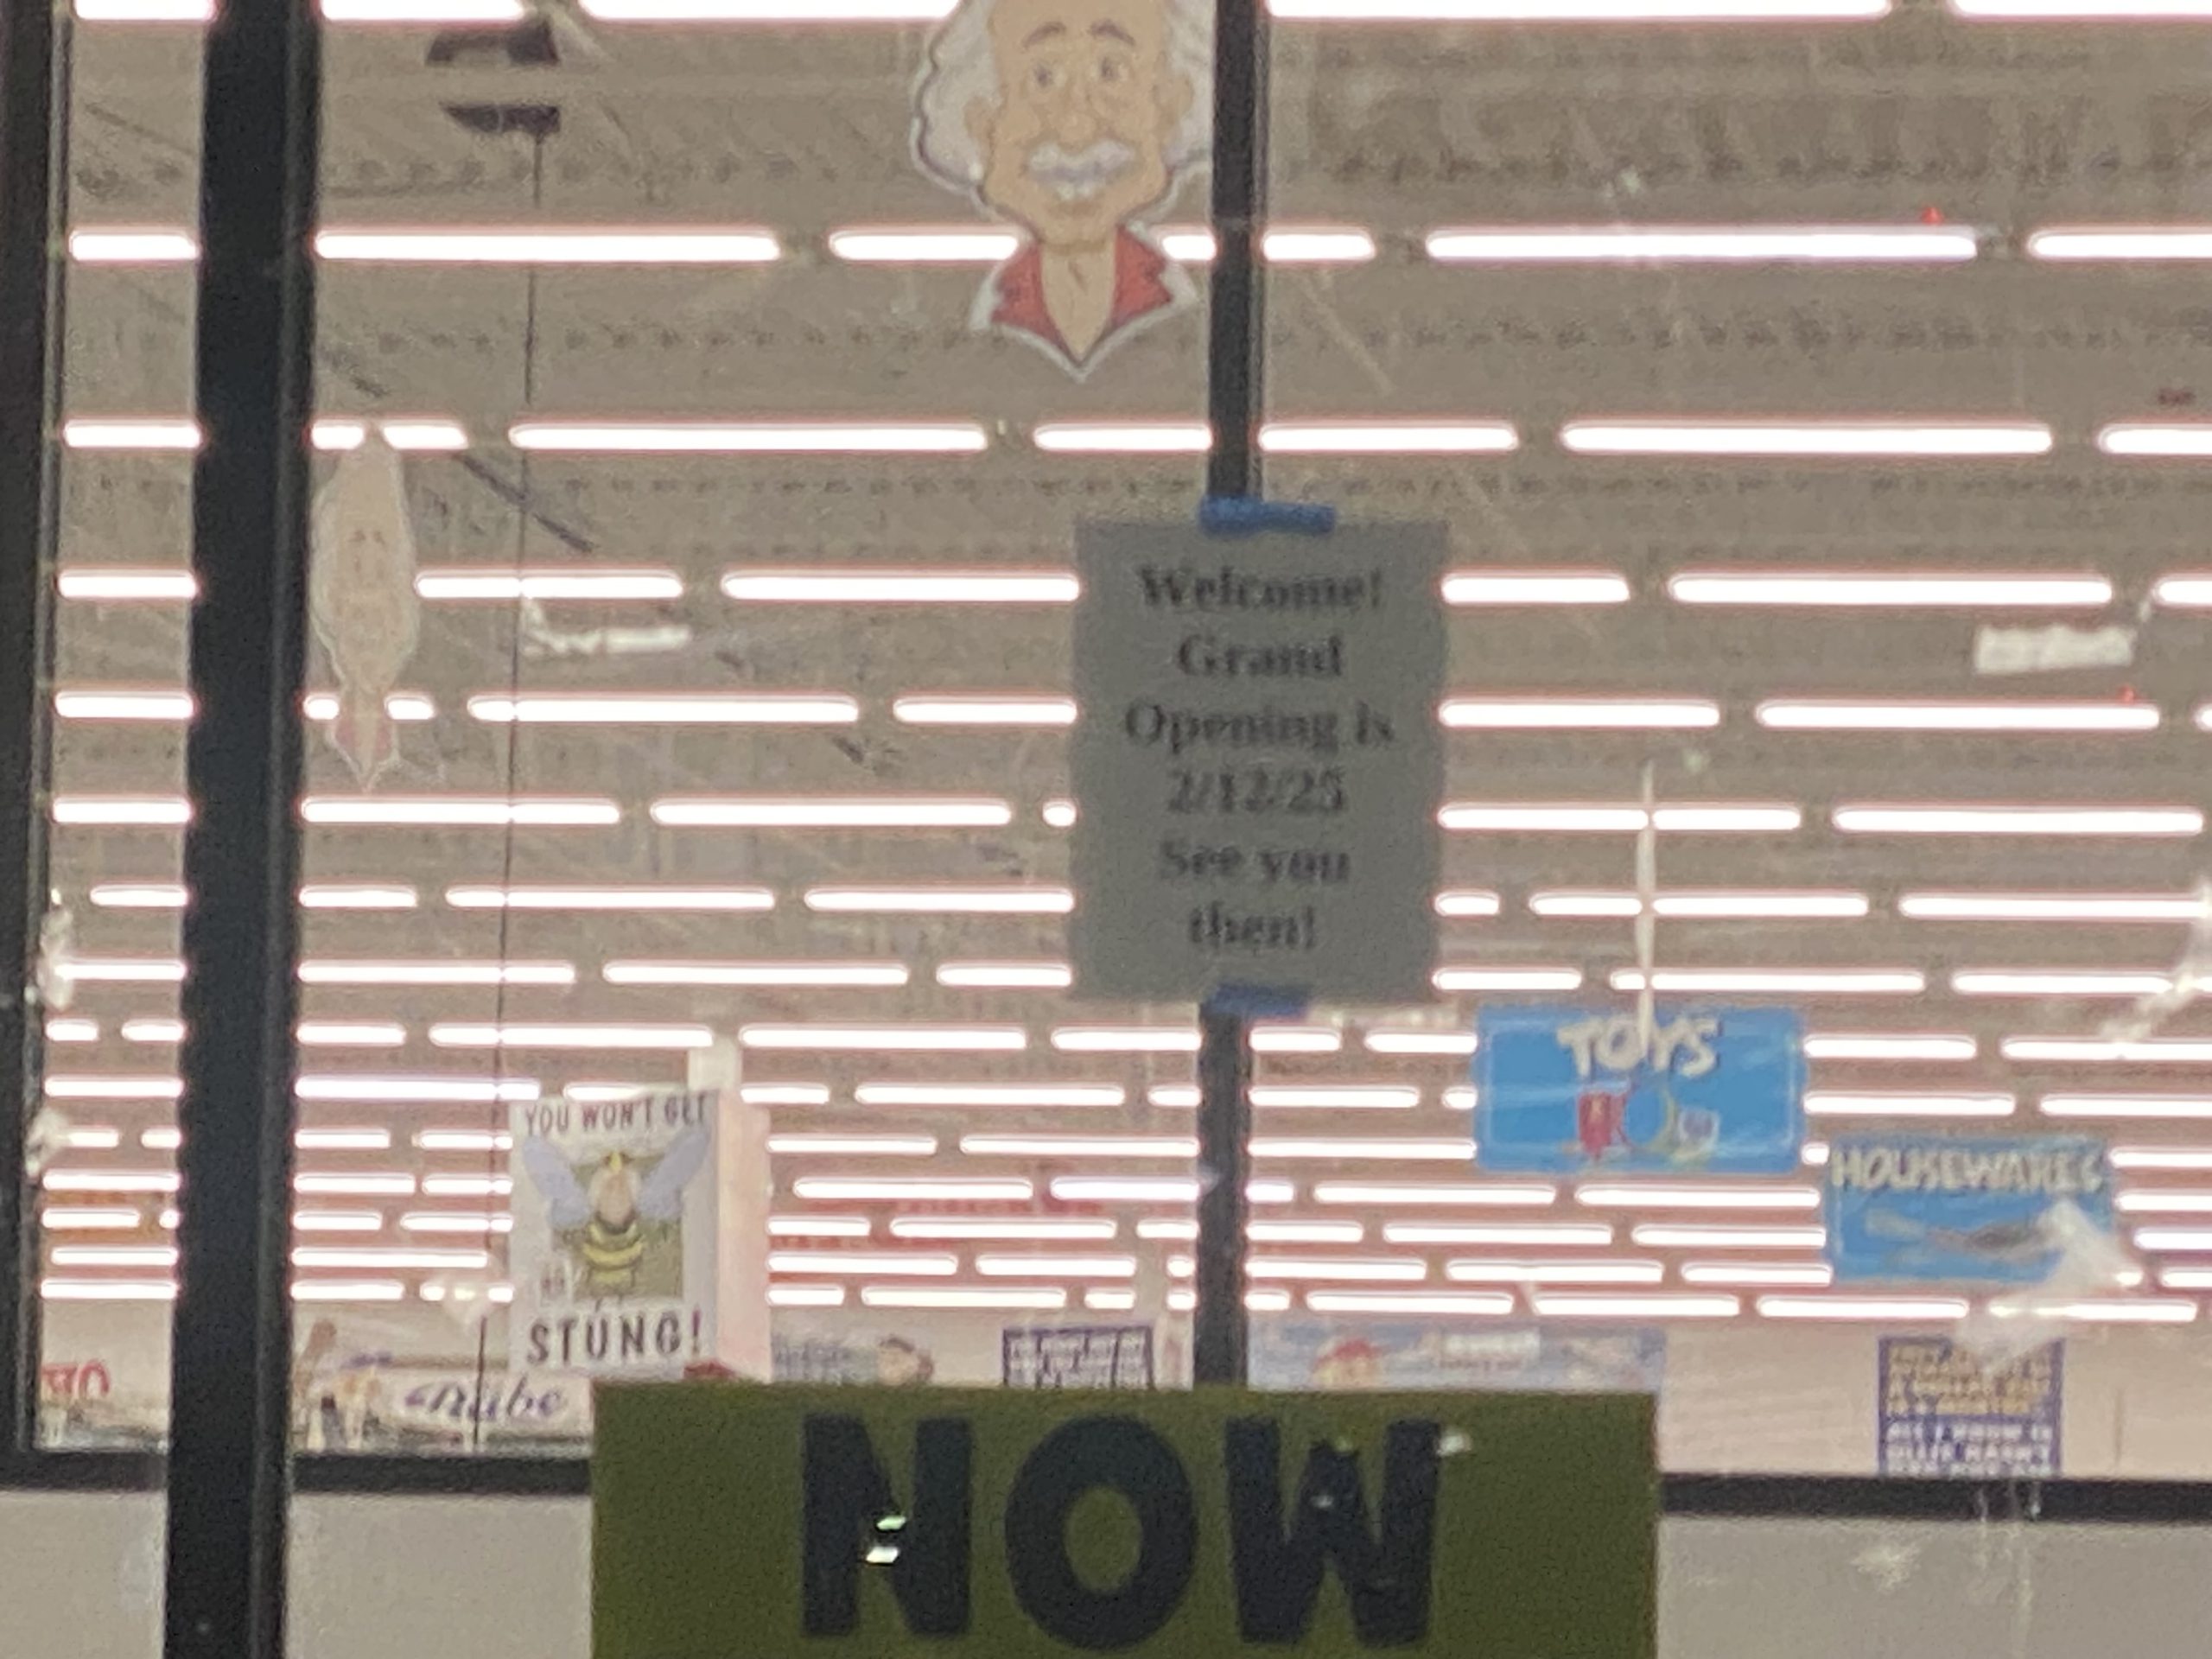 Welcome!
Grand
Opening is
2/12/25
See you
then!
TOYS
HOUSEWARES
YOU WON'T GET
STUNG!
NOW